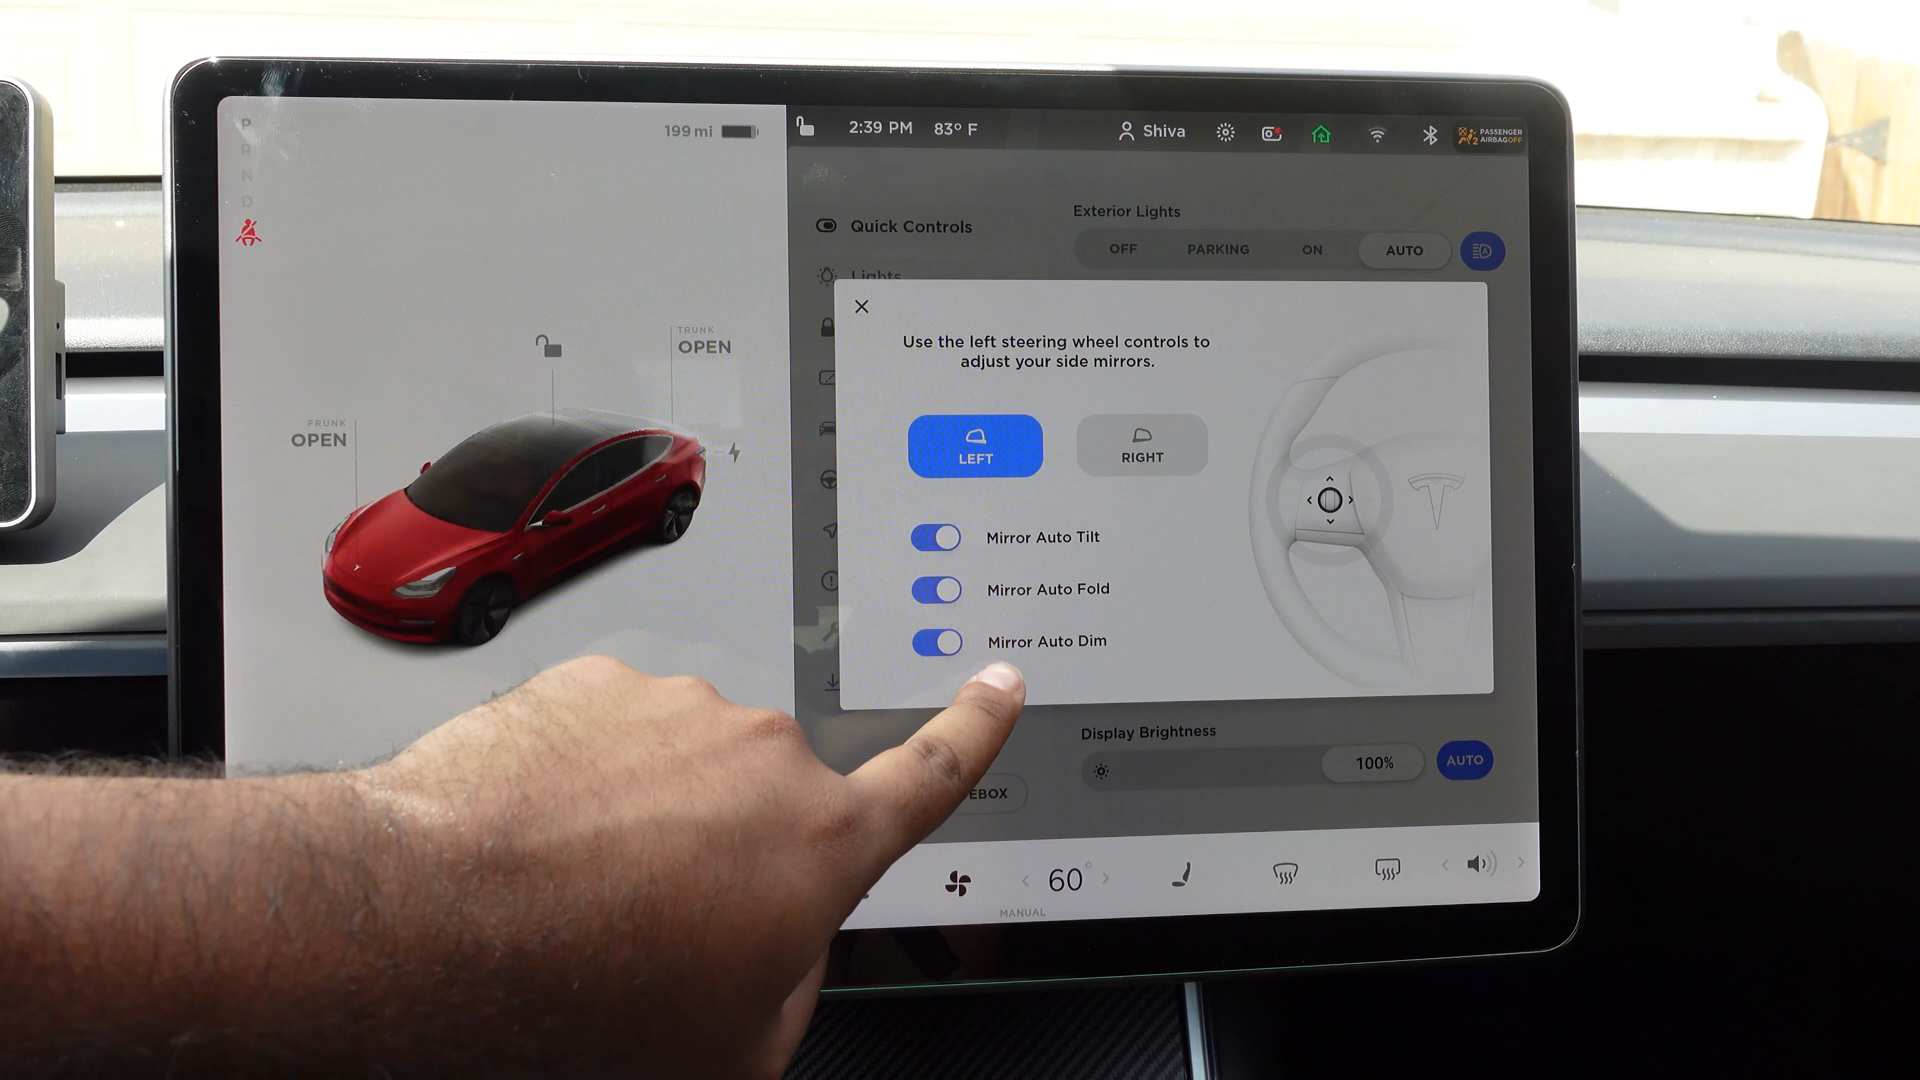 P
R
N
D
199 mi
2:39 PM
83° F
Shiva
PASSENGER
AIRBAG OFF
2
TRUNK
OPEN
FRUNK
OPEN
Quick Controls
Lights
Exterior Lights
OFF
PARKING
ON
AUTO
Use the left steering wheel controls to
adjust your side mirrors.
LEFT
RIGHT
Mirror Auto Tilt
Mirror Auto Fold
Mirror Auto Dim
Display Brightness
100%
AUTO
EBOX
60°
MANUAL